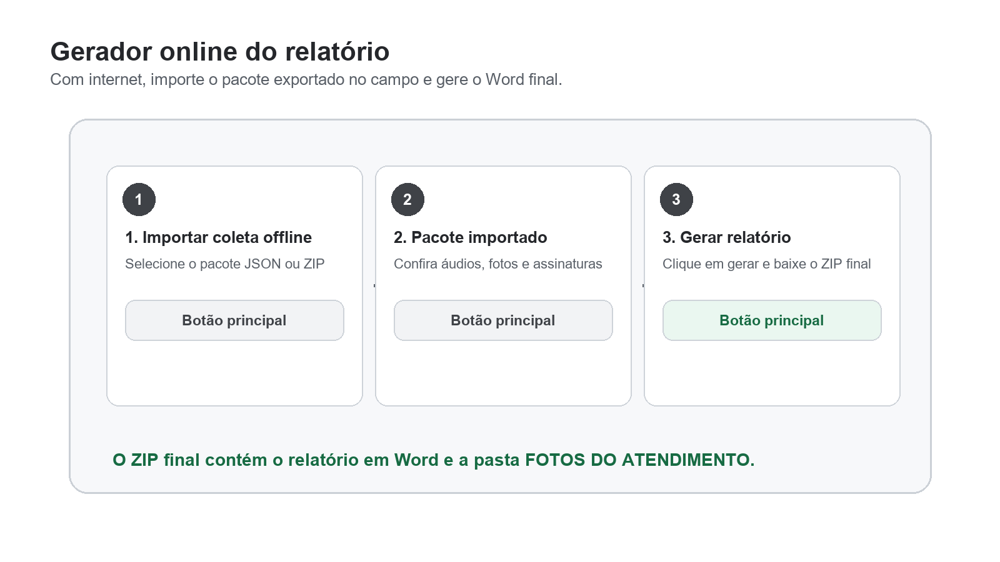 Gerador online do relatório
Com internet, importe o pacote exportado no campo e gere o Word final.
1
1. Importar coleta offline
Selecione o pacote JSON ou ZIP
Botão principal
2
2. Pacote importado
Confira áudios, fotos e assinaturas
Botão principal
3
3. Gerar relatório
Clique em gerar e baixe o ZIP final
Botão principal
O ZIP final contém o relatório em Word e a pasta FOTOS DO ATENDIMENTO.